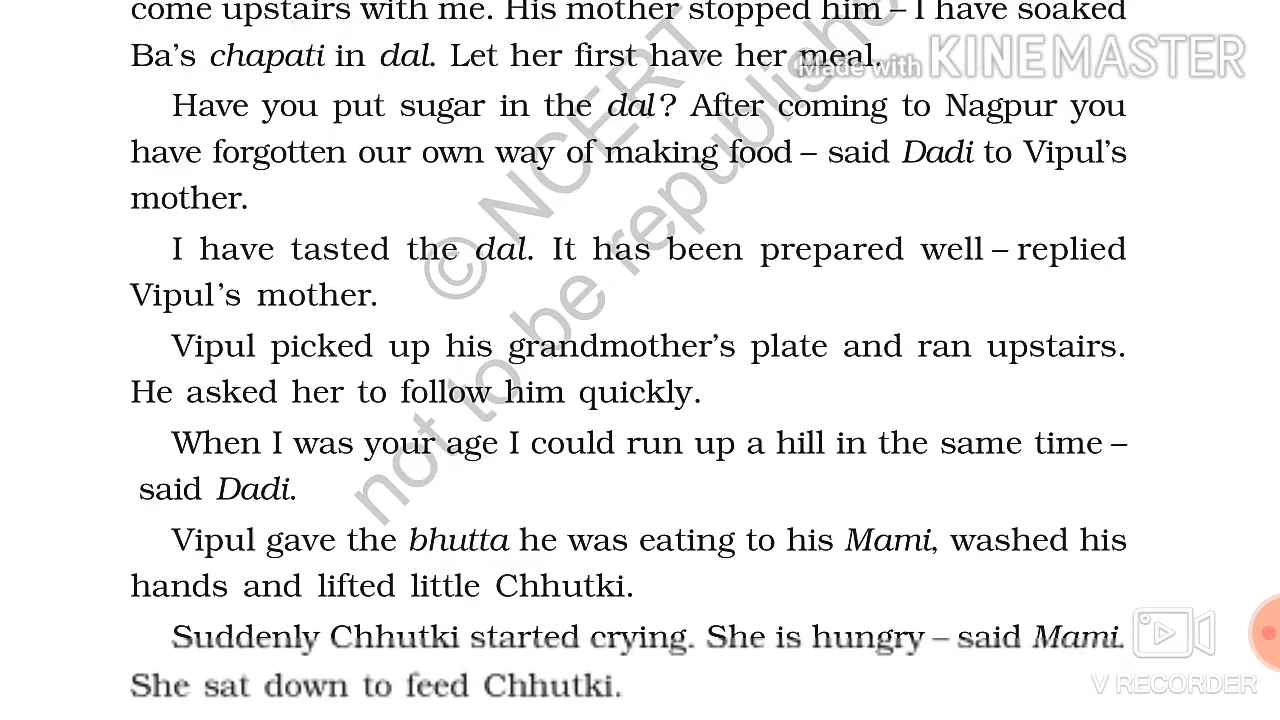 come upstairs with me. His mother stopped him – I have soaked
Ba's chapati in dal. Let her first have her meal.
Made with KINEMASTER
Have you put sugar in the dal? After coming to Nagpur you
have forgotten our own way of making food – said Dadi to Vipul's
mother.
I have tasted the dal. It has been prepared well – replied
Vipul's mother.
Vipul picked up his grandmother's plate and ran upstairs.
He asked her to follow him quickly.
When I was your age I could run up a hill in the same time –
said Dadi.
Vipul gave the bhutta he was eating to his Mami, washed his
hands and lifted little Chhutki.
Suddenly Chhutki started crying. She is hungry – said Mami.
She sat down to feed Chhutki.
V RECORDER
© NCERT
not to be republishe